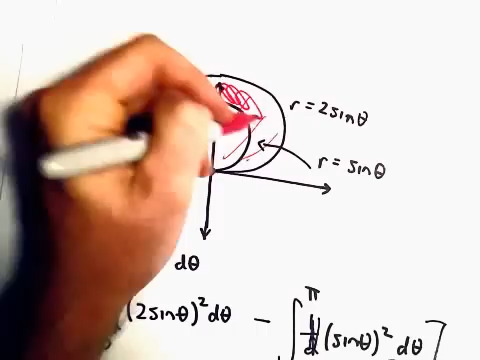 r = 2sinθ
r = sinθ
dθ
(2sinθ)² dθ − ∫ (sinθ)² dθ ]
π